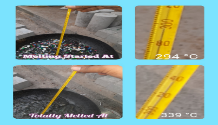 Melting Started At
294 °C
Totally Melted At
339 °C